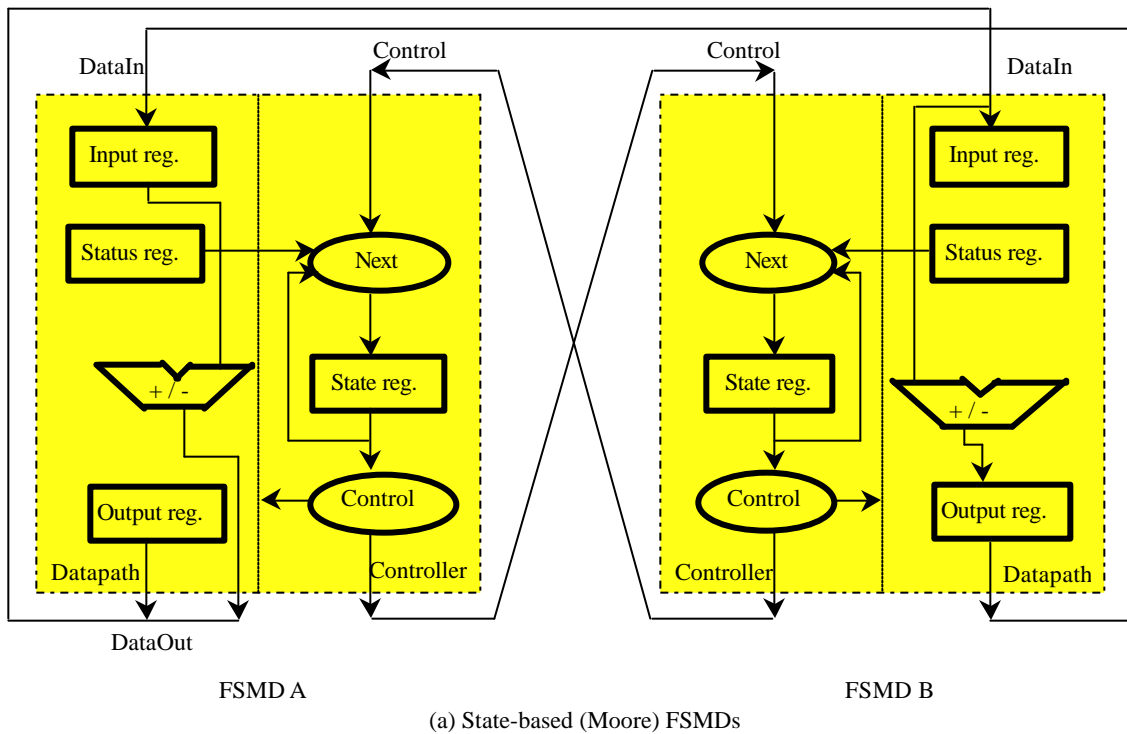 Control
Control
DataIn
DataIn
Input reg.
Input reg.
Status reg.
Next
Next
Status reg.
State reg.
State reg.
+ / -
+ / -
Control
Control
Output reg.
Output reg.
Datapath
Controller
Controller
Datapath
DataOut
FSMD A
FSMD B
(a) State-based (Moore) FSMDs